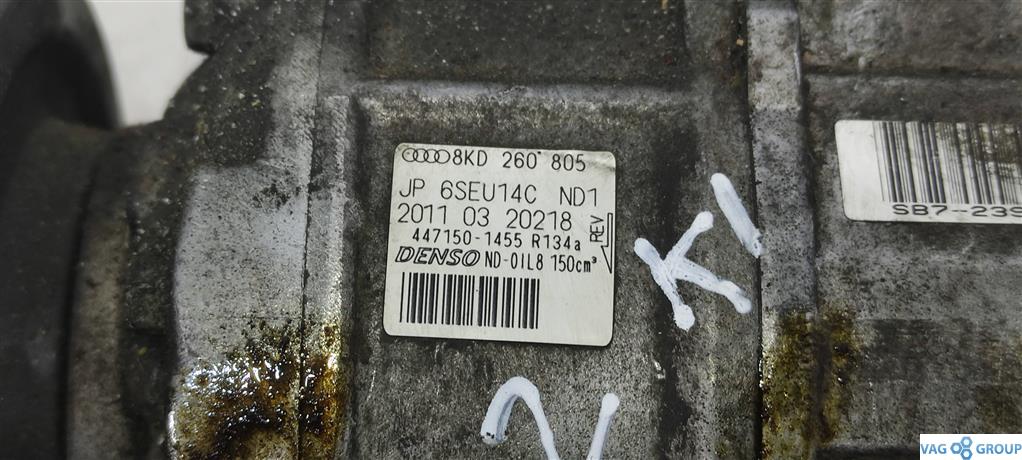 8KD 260 805
JP 6SEU14C ND1
2011 03 20218
REV
447150-1455 R134a
DENSO ND-OIL8 150cm³
SB7-239
K1
VAG GROUP